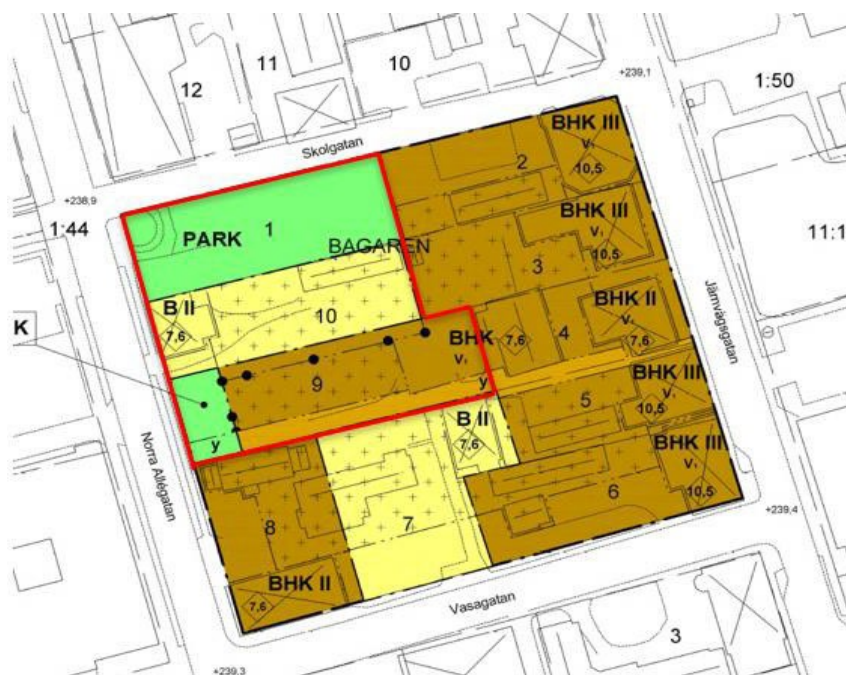 12
11
10
+239,1
1:50
Skolgatan
BHK III
V₁
10,5
2
+238,9
1:44
PARK
1
BAGAREN
BHK III
V₁
10,5
11:1
3
B II
7,6
10
BHK II
7,6
Järnvägsgatan
K
BHK
V₁
7,6
4
9
y
BHK III
V₁
10,5
5
B II
7,6
y
Norra Allégatan
BHK III
V₁
10,5
6
7
8
+239,4
BHK II
7,6
Vasagatan
3
+239,3